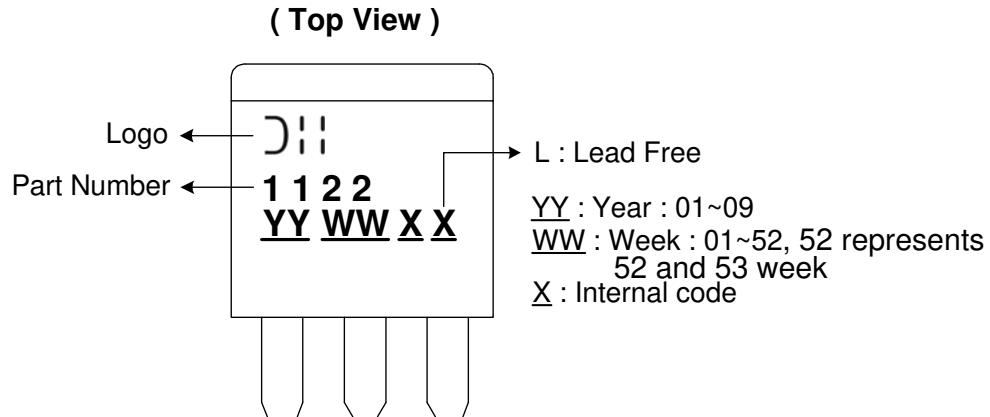 ( Top View )
Logo
Part Number
1 1 2 2
YY WW X X
L : Lead Free
YY : Year : 01~09
WW : Week : 01~52, 52 represents
52 and 53 week
X : Internal code